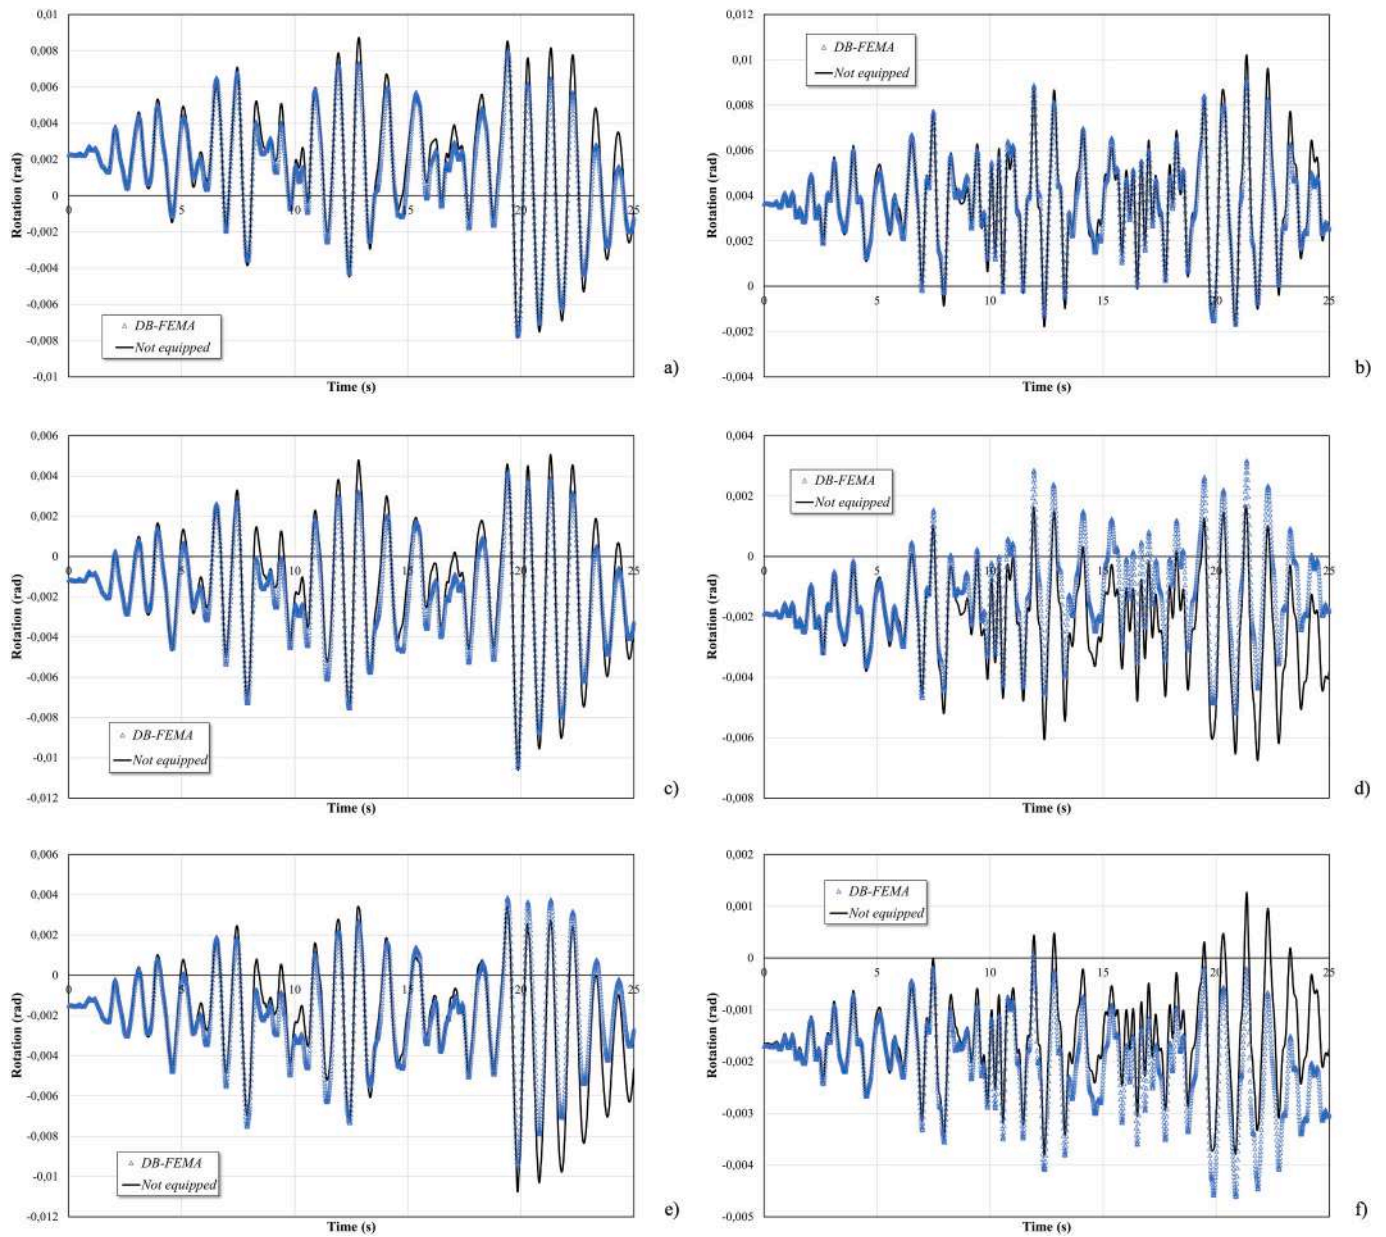 0,01
0,008
0,006
0,004
0,002
0
-0,002
-0,004
-0,006
-0,008
-0,01
0 5 10 15 20 25
Rotation (rad)
Time (s)
DB-FEMA
Not equipped
a)
0,012
0,01
0,008
0,006
0,004
0,002
0
-0,002
-0,004
0 5 10 15 20 25
Rotation (rad)
Time (s)
DB-FEMA
Not equipped
b)
0,006
0,004
0,002
0
-0,002
-0,004
-0,006
-0,008
-0,01
-0,012
0 5 10 15 20 25
Rotation (rad)
Time (s)
DB-FEMA
Not equipped
c)
0,004
0,002
0
-0,002
-0,004
-0,006
-0,008
0 5 10 15 20 25
Rotation (rad)
Time (s)
DB-FEMA
Not equipped
d)
0,006
0,004
0,002
0
-0,002
-0,004
-0,006
-0,008
-0,01
-0,012
0 5 10 15 20 25
Rotation (rad)
Time (s)
DB-FEMA
Not equipped
e)
0,002
0,001
0
-0,001
-0,002
-0,003
-0,004
-0,005
0 5 10 15 20 25
Rotation (rad)
Time (s)
DB-FEMA
Not equipped
f)